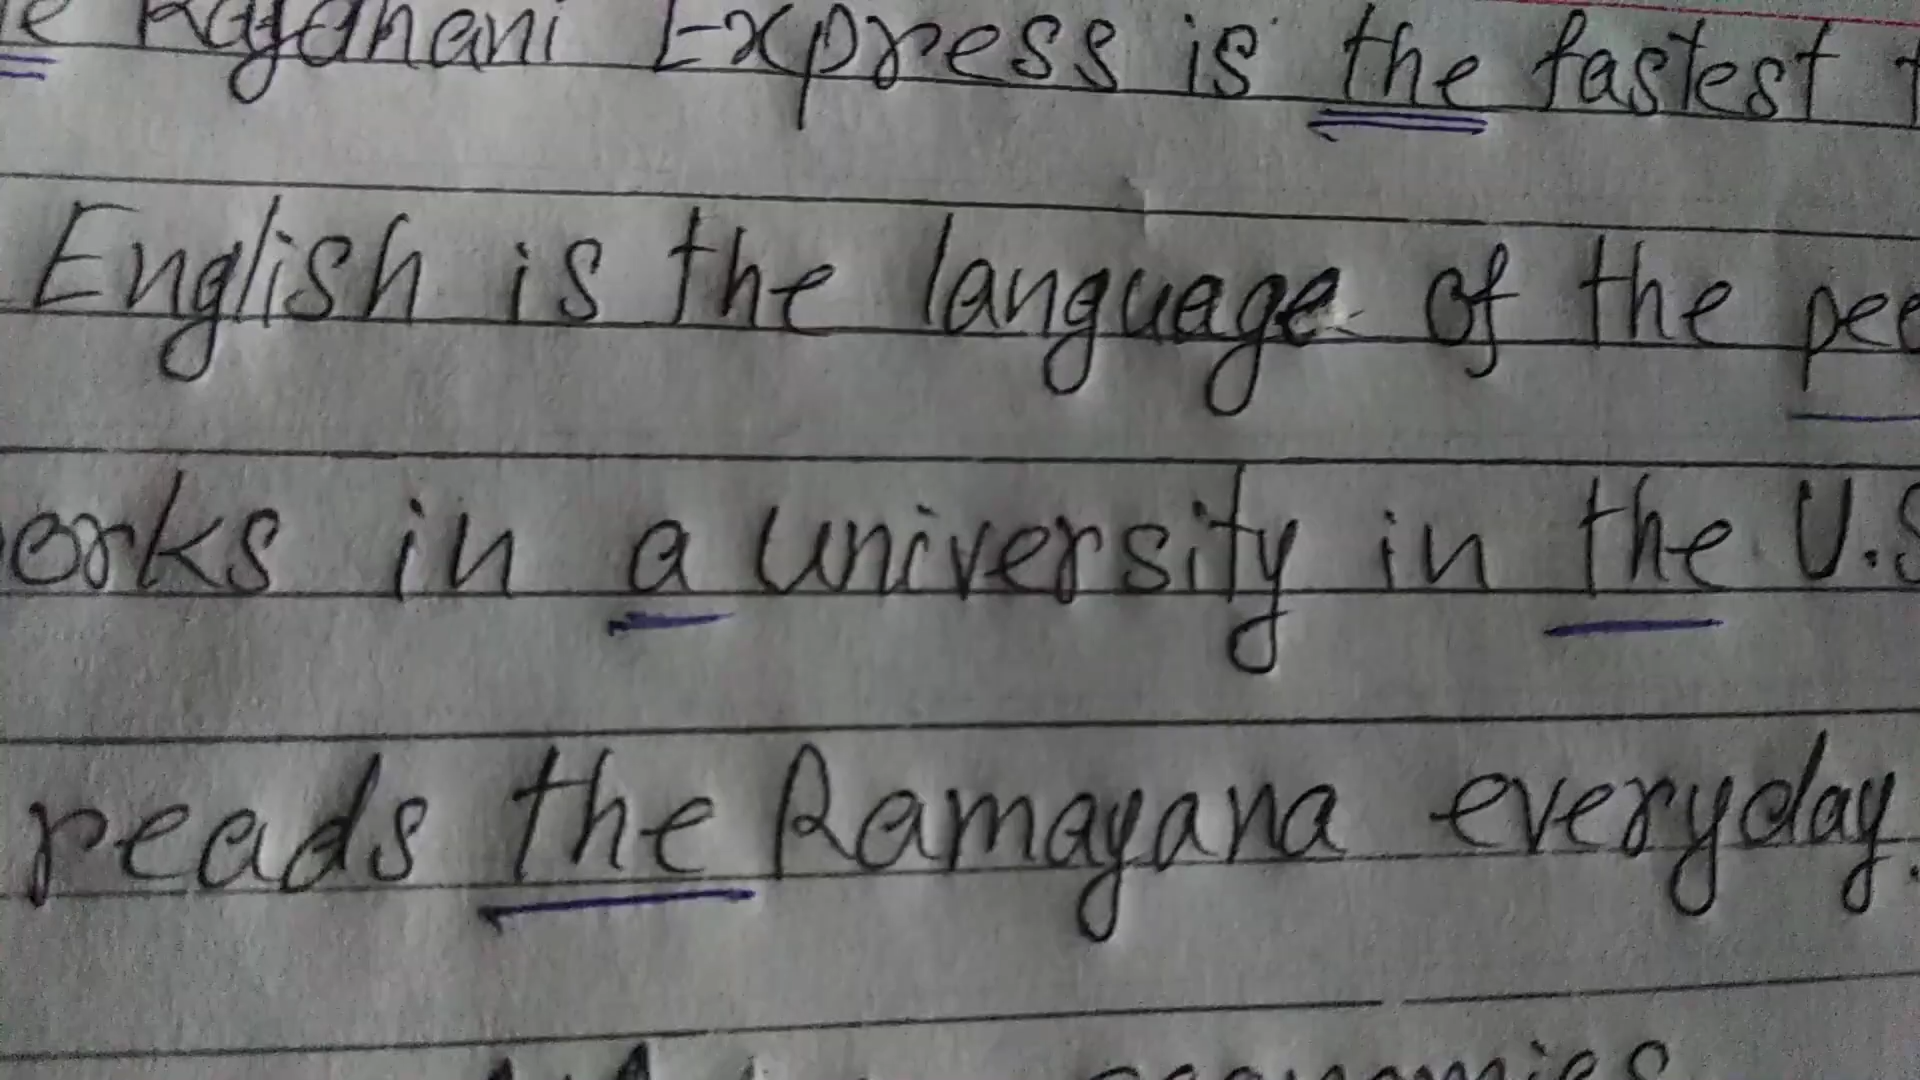 Rajdhani Express is the fastest
English is the language of the
in a university in the U.S
reads the Ramayana everyday.